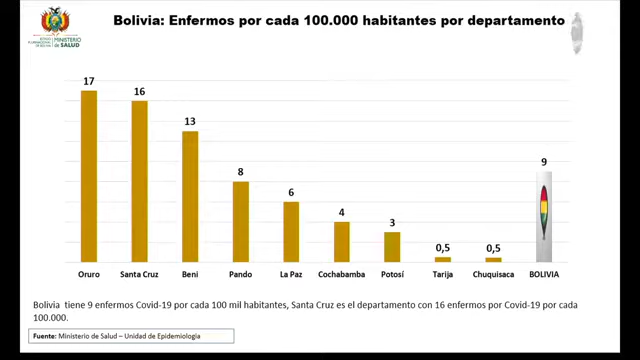 Bolivia: Enfermos por cada 100.000 habitantes por departamento
MINISTERIO
DE SALUD
17
16
13
8
6
4
3
0,5
0,5
9
Oruro
Santa Cruz
Beni
Pando
La Paz
Cochabamba
Potosí
Tarija
Chuquisaca
BOLIVIA
Bolivia tiene 9 enfermos Covid-19 por cada 100 mil habitantes, Santa Cruz es el departamento con 16 enfermos por Covid-19 por cada
100.000.
Fuente: Ministerio de Salud – Unidad de Epidemiologia